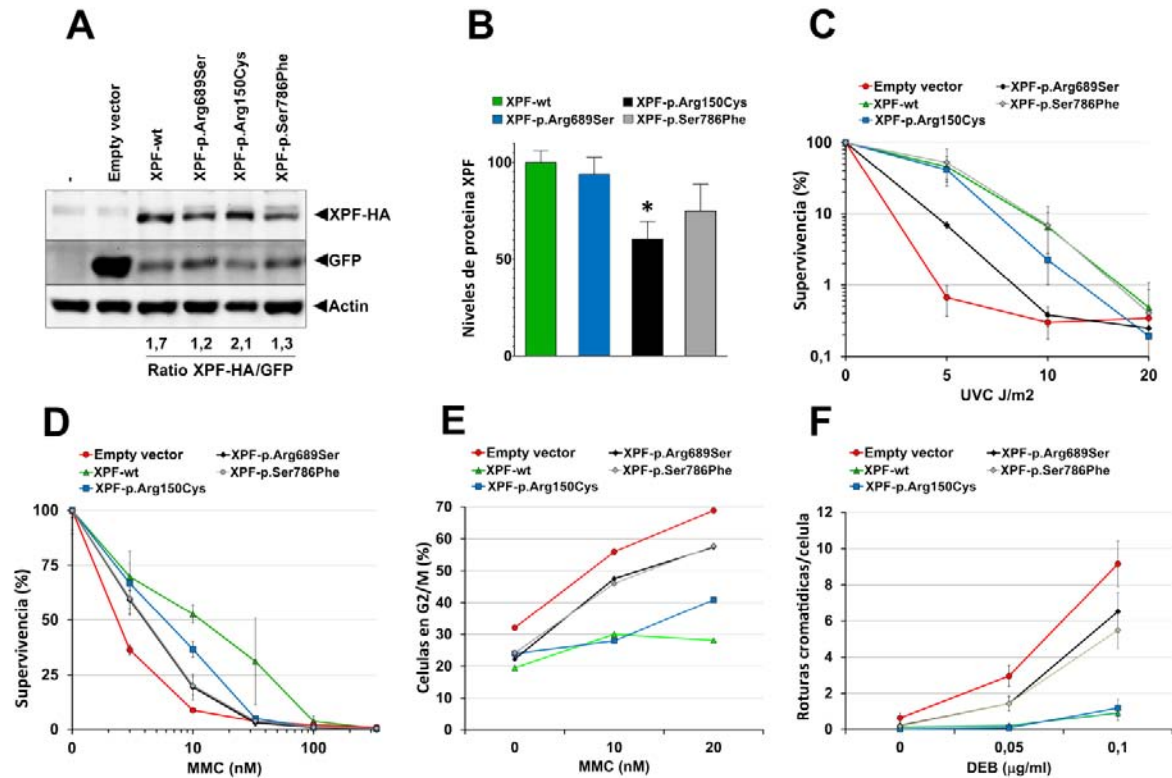 A
-
Empty vector
XPF-wt
XPF-p.Arg689Ser
XPF-p.Arg150Cys
XPF-p.Ser786Phe
XPF-HA
GFP
Actin
1,7 1,2 2,1 1,3
Ratio XPF-HA/GFP
B
XPF-wt XPF-p.Arg150Cys
XPF-p.Arg689Ser XPF-p.Ser786Phe
Niveles de proteina XPF
100
50
0
*
C
Empty vector XPF-p.Arg689Ser
XPF-wt XPF-p.Ser786Phe
XPF-p.Arg150Cys
Supervivencia (%)
100
10
1
0,1
0 5 10 20
UVC J/m2
D
Empty vector XPF-p.Arg689Ser
XPF-wt XPF-p.Ser786Phe
XPF-p.Arg150Cys
Supervivencia (%)
100
75
50
25
0
0 10 100
MMC (nM)
E
Empty vector XPF-p.Arg689Ser
XPF-wt XPF-p.Ser786Phe
XPF-p.Arg150Cys
Celulas en G2/M (%)
70
60
50
40
30
20
10
0
0 10 20
MMC (nM)
F
Empty vector XPF-p.Arg689Ser
XPF-wt XPF-p.Ser786Phe
XPF-p.Arg150Cys
Roturas cromatídicas/celula
12
10
8
6
4
2
0
0 0,05 0,1
DEB (µg/ml)